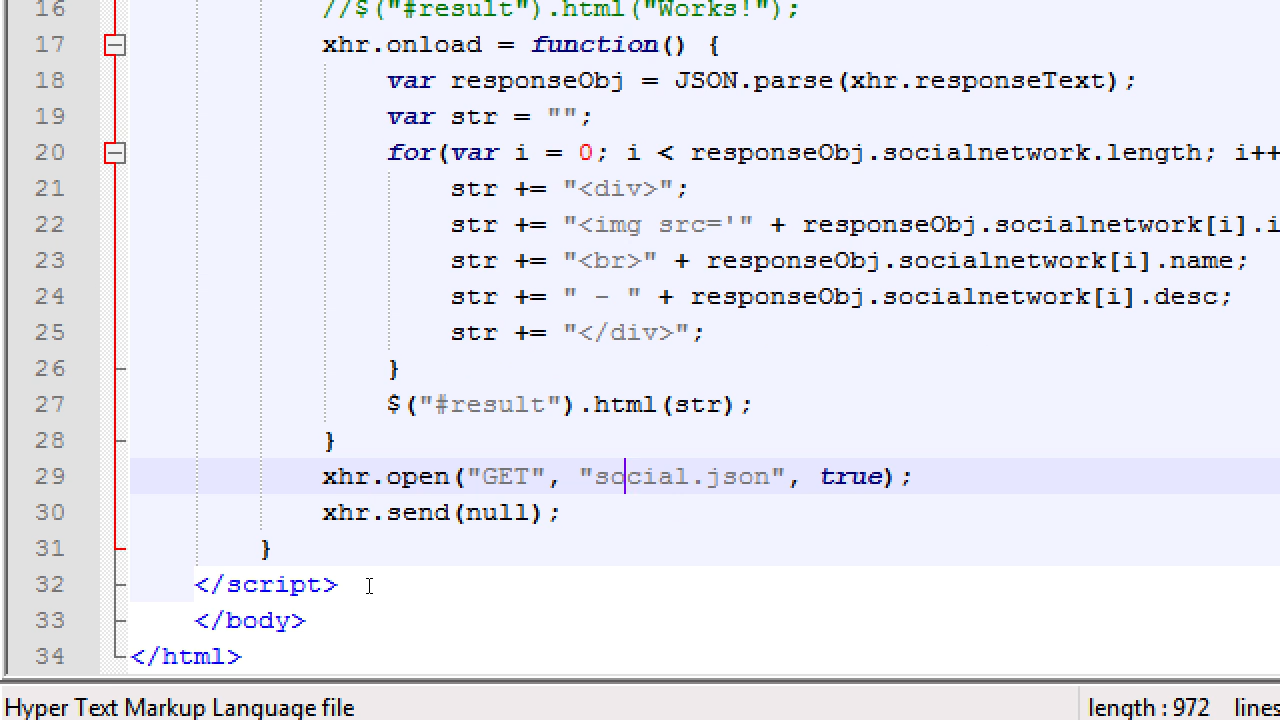 16 //$("#result").html("Works!");
17 xhr.onload = function() {
18 var responseObj = JSON.parse(xhr.responseText);
19 var str = "";
20 for(var i = 0; i < responseObj.socialnetwork.length; i++
21 str += "<div>";
22 str += "<img src='" + responseObj.socialnetwork[i].i
23 str += "<br>" + responseObj.socialnetwork[i].name;
24 str += " - " + responseObj.socialnetwork[i].desc;
25 str += "</div>";
26 }
27 $("#result").html(str);
28 }
29 xhr.open("GET", "social.json", true);
30 xhr.send(null);
31 }
32 </script>
33 </body>
34 </html>
Hyper Text Markup Language file length : 972 lines